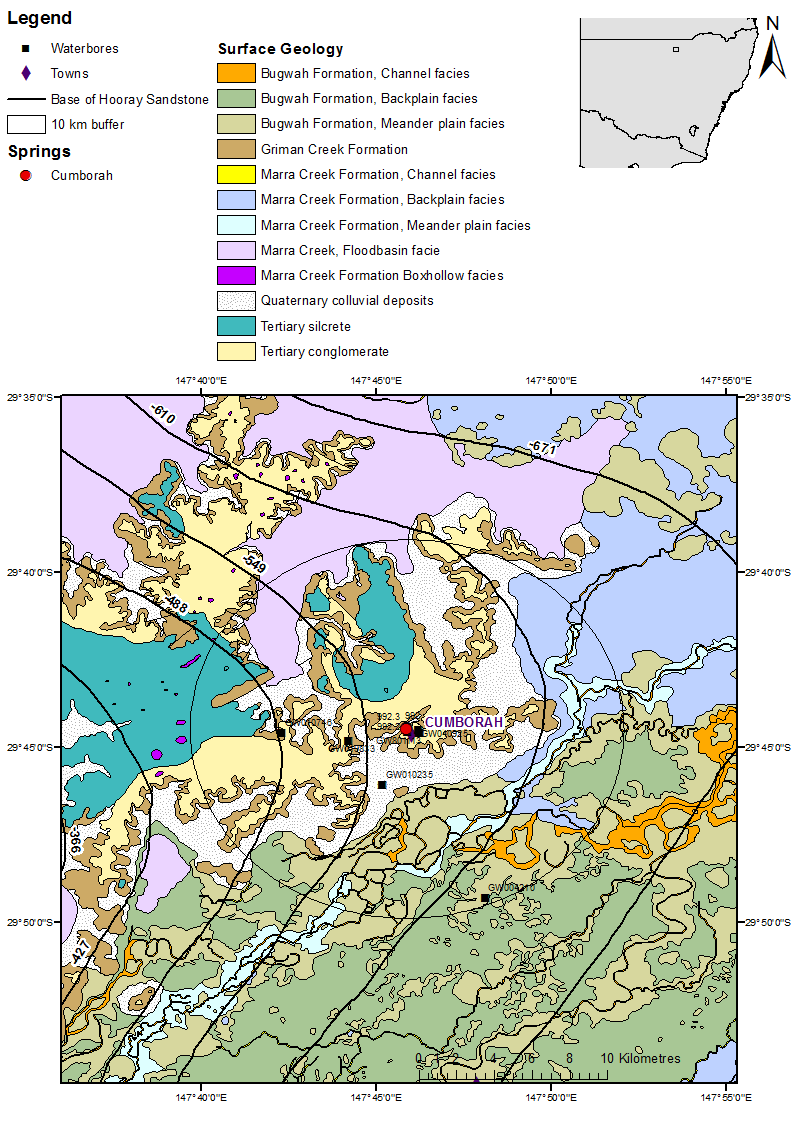 Legend
Waterbores
Towns
Base of Hooray Sandstone
10 km buffer
Springs
Cumborah
Surface Geology
Bugwah Formation, Channel facies
Bugwah Formation, Backplain facies
Bugwah Formation, Meander plain facies
Griman Creek Formation
Marra Creek Formation, Channel facies
Marra Creek Formation, Backplain facies
Marra Creek Formation, Meander plain facies
Marra Creek, Floodbasin facie
Marra Creek Formation Boxhollow facies
Quaternary colluvial deposits
Tertiary silcrete
Tertiary conglomerate
N
147°40'0"E 147°45'0"E 147°50'0"E 147°55'0"E
29°35'0"S 29°35'0"S
-610
-671
-549
29°40'0"S 29°40'0"S
-488
992.3
CUMBORAH
29°45'0"S 29°45'0"S
GW010235
-366
GW004216
29°50'0"S 29°50'0"S
-427
0 2 4 6 8 10 Kilometres
147°40'0"E 147°45'0"E 147°50'0"E 147°55'0"E